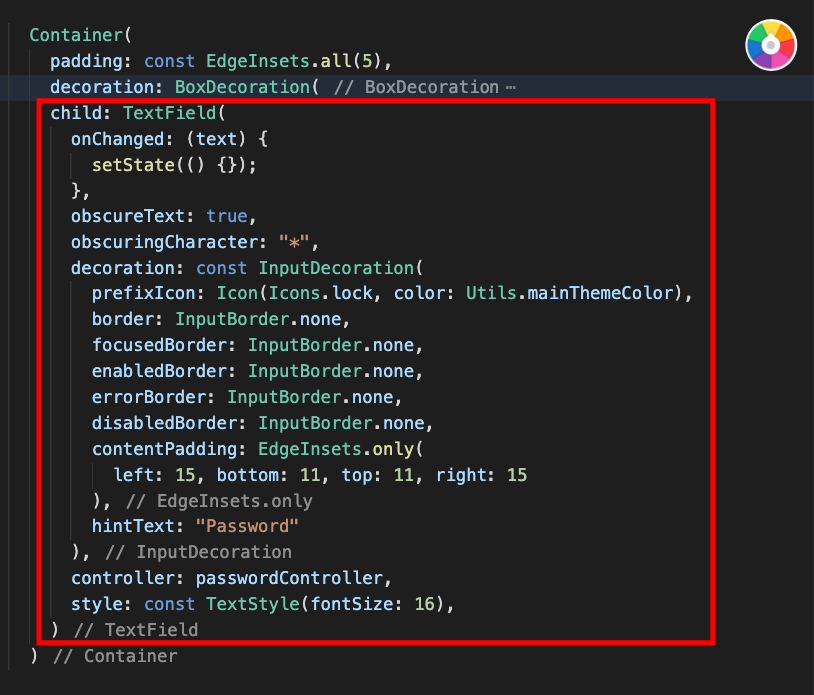 Container(
padding: const EdgeInsets.all(5),
decoration: BoxDecoration( // BoxDecoration ⋯
child: TextField(
onChanged: (text) {
setState(() {});
},
obscureText: true,
obscuringCharacter: "*",
decoration: const InputDecoration(
prefixIcon: Icon(Icons.lock, color: Utils.mainThemeColor),
border: InputBorder.none,
focusedBorder: InputBorder.none,
enabledBorder: InputBorder.none,
errorBorder: InputBorder.none,
disabledBorder: InputBorder.none,
contentPadding: EdgeInsets.only(
left: 15, bottom: 11, top: 11, right: 15
), // EdgeInsets.only
hintText: "Password"
), // InputDecoration
controller: passwordController,
style: const TextStyle(fontSize: 16),
) // TextField
) // Container